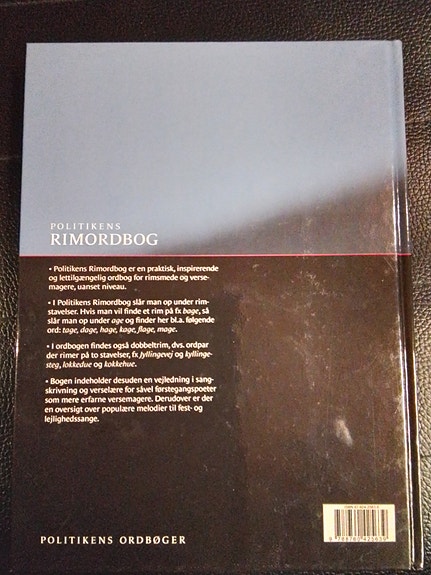 POLITIKENS
RIMORDBOG
• Politikens Rimordbog er en praktisk, inspirerende
og lettilgængelig ordbog for rimsmede og verse-
magere, uanset niveau.
• I Politikens Rimordbog slår man op under rim-
stavelser. Hvis man vil finde et rim på fx bage, så
slår man op under age og finder her bl.a. følgende
ord: tage, dage, hage, kage, flage, mage.
• I ordbogen findes også dobbeltrim, dvs. ordpar
der rimer på to stavelser, fx Jyllingevej og kyllinge-
steg, lokkedue og kokkehue.
• Bogen indeholder desuden en vejledning i sang-
skrivning og verselære for såvel førstegangspoeter
som mere erfarne versemagere. Derudover er der
en oversigt over populære melodier til fest- og
lejlighedssange.
POLITIKENS ORDBØGER